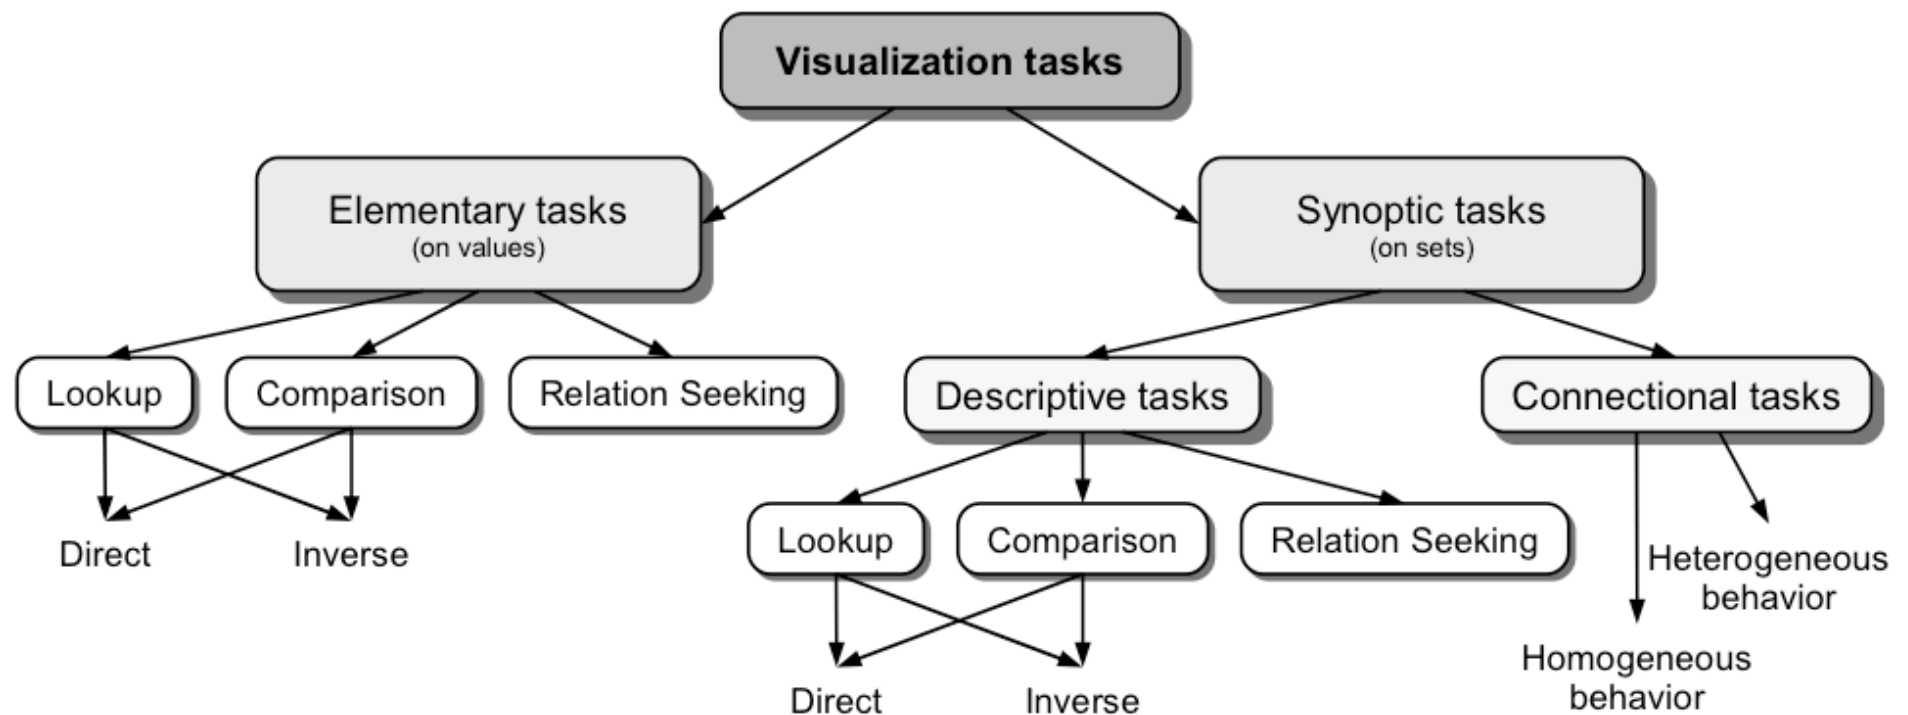 Visualization tasks
Elementary tasks
(on values)
Synoptic tasks
(on sets)
Lookup
Comparison
Relation Seeking
Descriptive tasks
Connectional tasks
Direct
Inverse
Lookup
Comparison
Relation Seeking
Heterogeneous
behavior
Homogeneous
behavior
Direct
Inverse